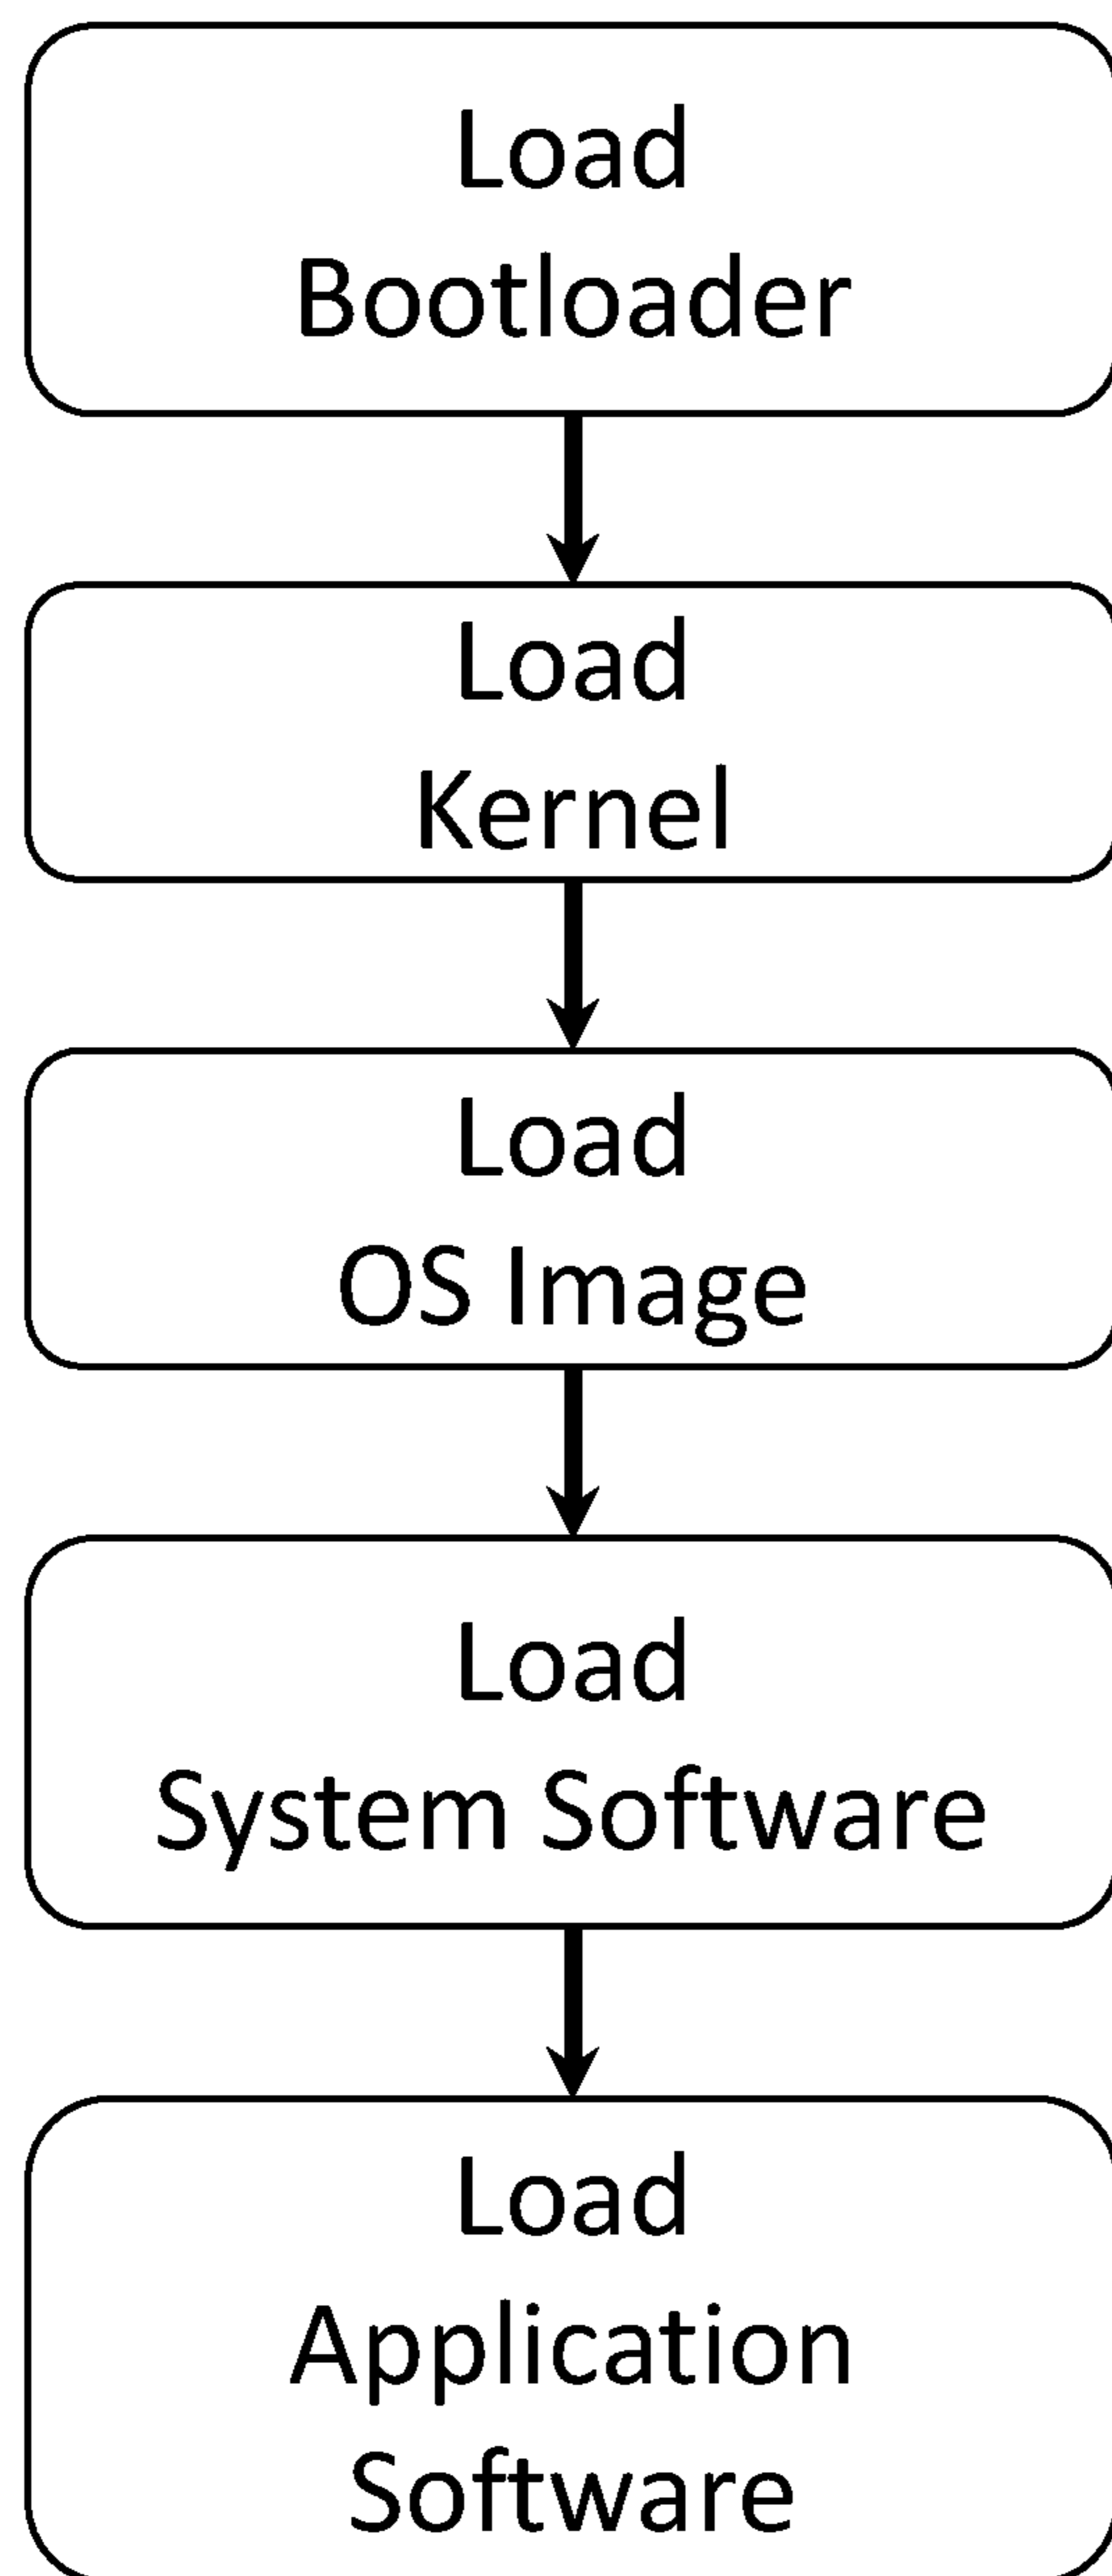 Load
Bootloader
Load
Kernel
Load
OS Image
Load
System Software
Load
Application
Software